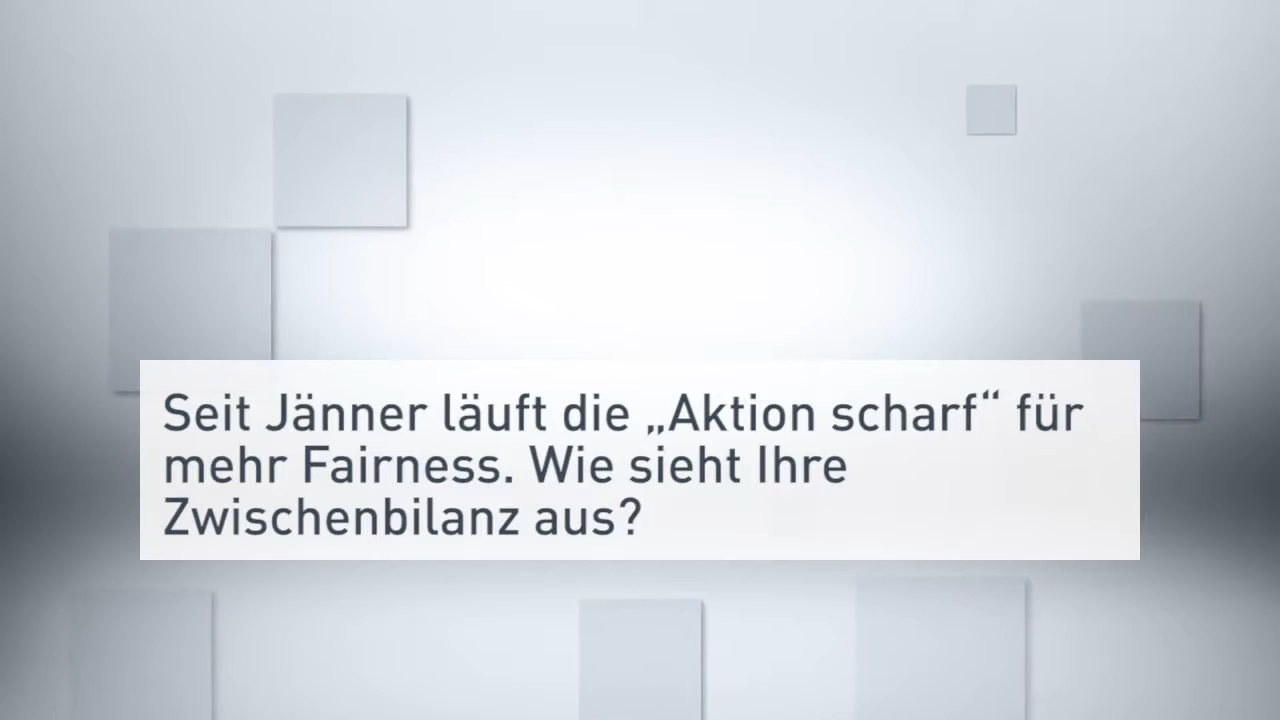 Seit Jänner läuft die „Aktion scharf“ für
mehr Fairness. Wie sieht Ihre
Zwischenbilanz aus?